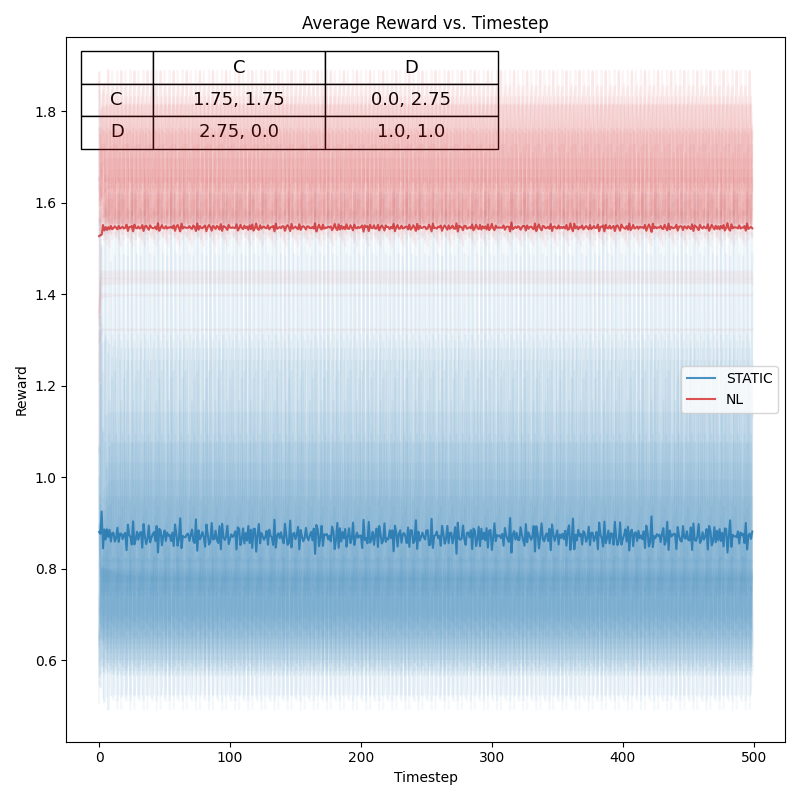 Average Reward vs. Timestep
C D
C 1.75, 1.75 0.0, 2.75
D 2.75, 0.0 1.0, 1.0
1.8
1.6
1.4
1.2
1.0
0.8
0.6
Reward
STATIC
NL
0 100 200 300 400 500
Timestep